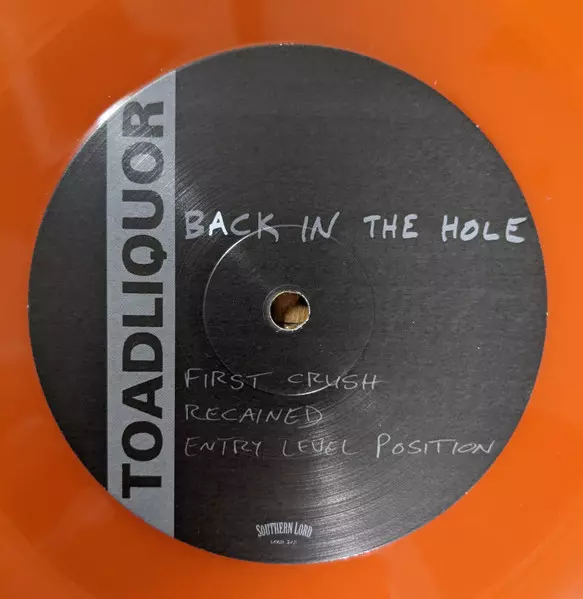 TOADLIQUOR
BACK IN THE HOLE
FIRST CRUSH
RECAINED
ENTRY LEVEL POSITION
SOUTHERN LORD